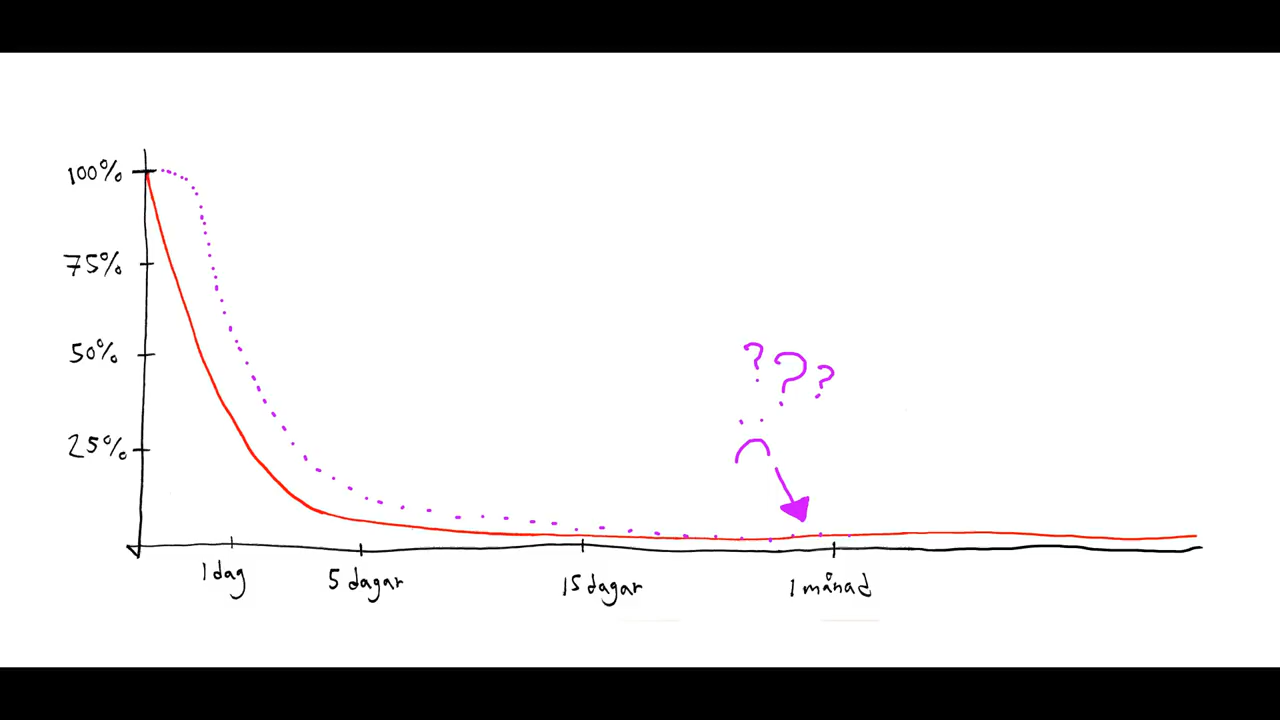 100%
75%
50%
25%
???
1 dag
5 dagar
15 dagar
1 månad